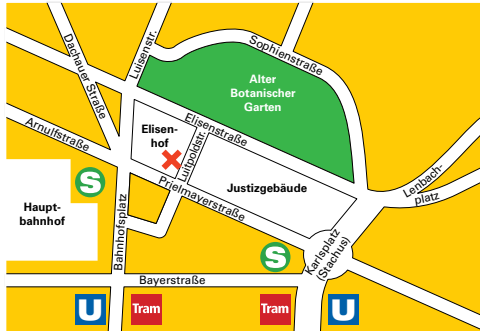 Dachauer Straße
Luisenstr.
Sophienstraße
Alter
Botanischer
Garten
Elisenstraße
Arnulfstraße
Elisen-
hof
Luitpoldstr.
Prielmayerstraße
Justizgebäude
Lenbach-
platz
S
Haupt-
bahnhof
Bahnhofsplatz
Karlsplatz
(Stachus)
S
Bayerstraße
U
Tram
Tram
U